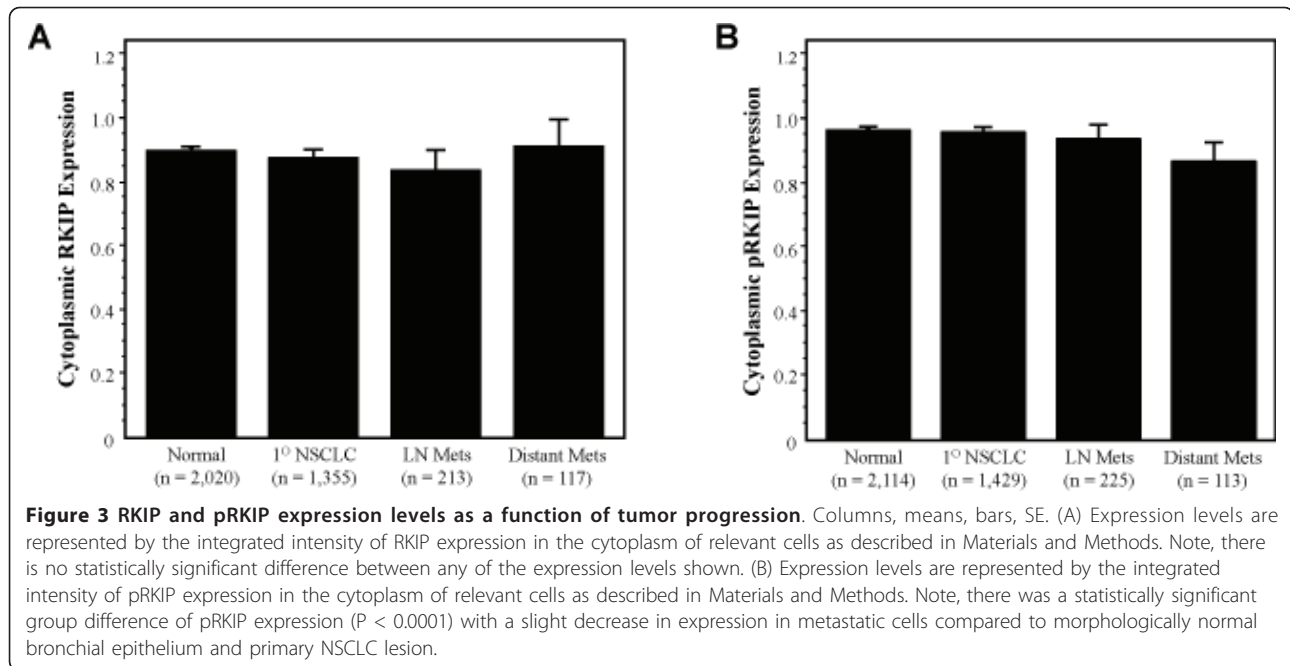 A
Cytoplasmic RKIP Expression
1.2
1.0
0.8
0.6
0.4
0.2
0
Normal
(n = 2,020)
1° NSCLC
(n = 1,355)
LN Mets
(n = 213)
Distant Mets
(n = 117)
B
Cytoplasmic pRKIP Expression
1.2
1.0
0.8
0.6
0.4
0.2
0
Normal
(n = 2,114)
1° NSCLC
(n = 1,429)
LN Mets
(n = 225)
Distant Mets
(n = 113)
Figure 3 RKIP and pRKIP expression levels as a function of tumor progression. Columns, means, bars, SE. (A) Expression levels are
represented by the integrated intensity of RKIP expression in the cytoplasm of relevant cells as described in Materials and Methods. Note, there
is no statistically significant difference between any of the expression levels shown. (B) Expression levels are represented by the integrated
intensity of pRKIP expression in the cytoplasm of relevant cells as described in Materials and Methods. Note, there was a statistically significant
group difference of pRKIP expression (P < 0.0001) with a slight decrease in expression in metastatic cells compared to morphologically normal
bronchial epithelium and primary NSCLC lesion.